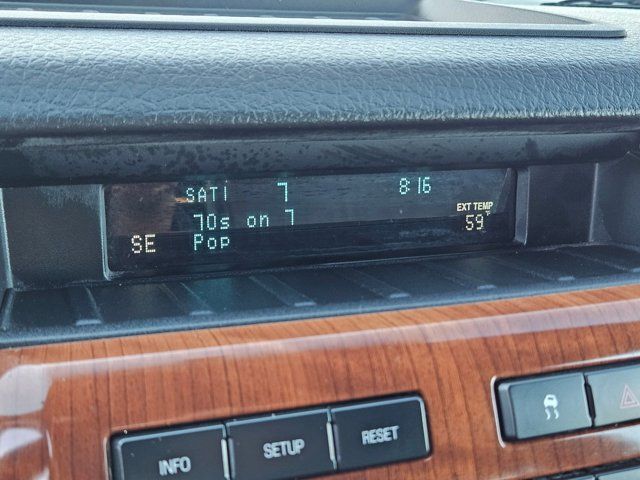 SAT1 7 8:16
70s on 7
EXT TEMP
SE Pop 59°F
INFO SETUP RESET